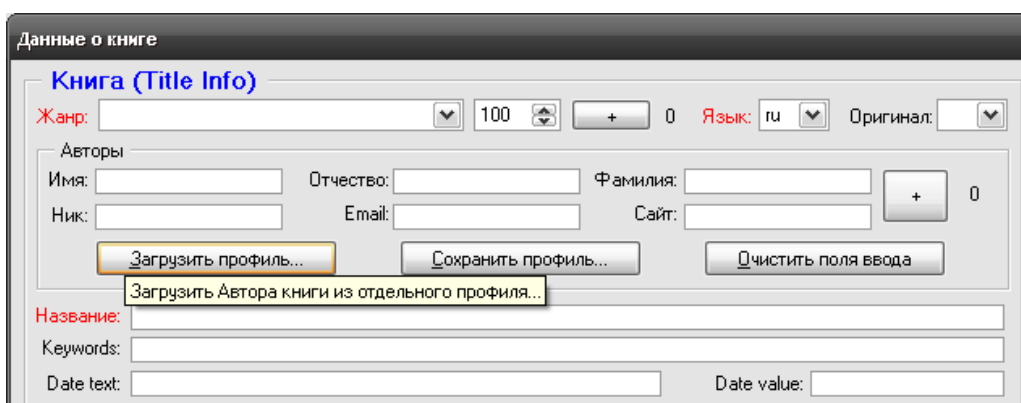 Данные о книге
Книга (Title Info)
Жанр: 100 + 0 Язык: ru Оригинал:
Авторы
Имя: Отчество: Фамилия: + 0
Ник: Email: Сайт:
Загрузить профиль... Сохранить профиль... Очистить поля ввода
Загрузить Автора книги из отдельного профиля...
Название:
Keywords:
Date text: Date value: